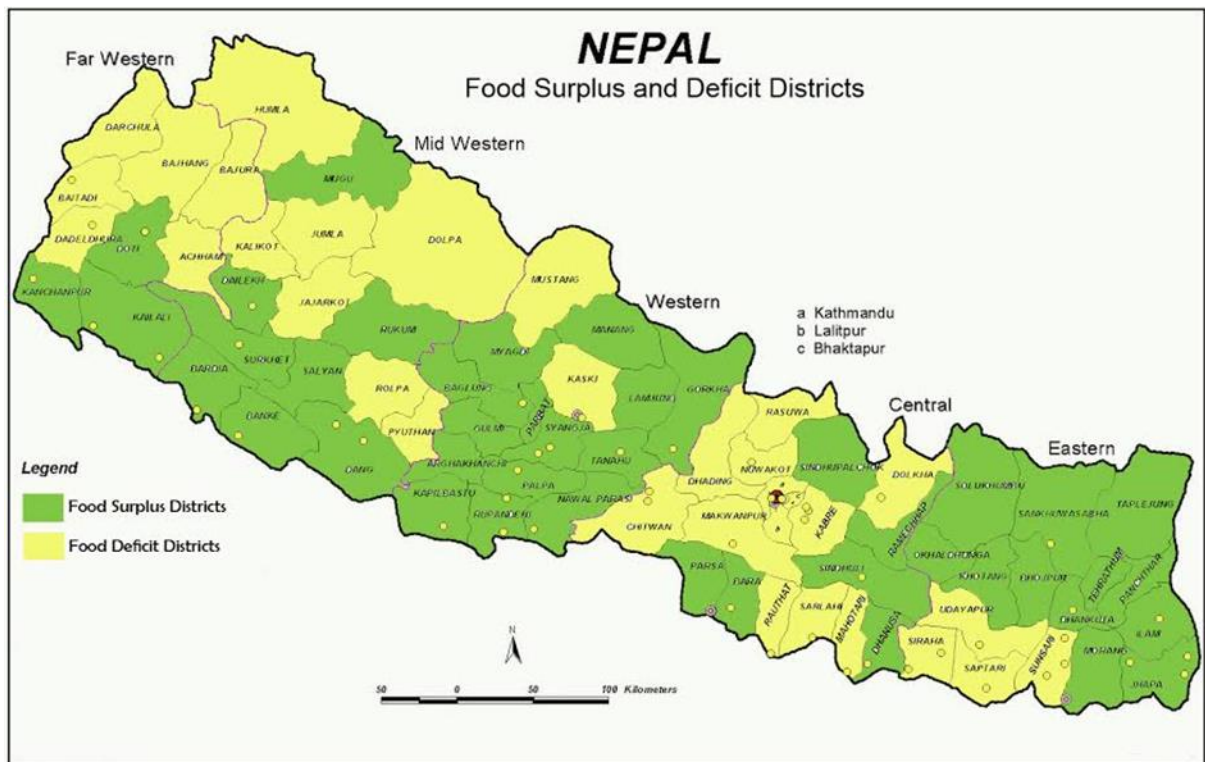 NEPAL
Food Surplus and Deficit Districts
Far Western
Mid Western
Western
Central
Eastern
a Kathmandu
b Lalitpur
c Bhaktapur
HUMLA
DARCHULA
BAJHANG
BAJURA
MUGU
BAITADI
DADELDHURA
DOTI
ACHHAM
KALIKOT
JUMLA
DOLPA
MUSTANG
KANCHANPUR
KAILALI
DAILEKH
JAJARKOT
RUKUM
MYAGDI
MANANG
BARDIA
SURKHET
SALYAN
ROLPA
BAGLUNG
PARBAT
KASKI
LAMJUNG
GORKHA
BANKE
DANG
PYUTHAN
GULMI
SYANGJA
TANAHU
ARGHAKHANCHI
PALPA
KAPILBASTU
RUPANDEHI
NAWAL PARASI
RASUWA
NUWAKOT
DHADING
SINDHUPALCHOK
DOLKHA
CHITWAN
MAKWANPUR
KABRE
a
c
b
RAMECHHAP
SOLUKHUMBU
SANKHUWASABHA
TAPLEJUNG
OKHALDHUNGA
KHOTANG
BHOJPUR
TEHRATHUM
PANCHTHAR
PARSA
BARA
RAUTHAT
SARLAHI
MAHOTARI
SINDHULI
DHANUSA
SIRAHA
UDAYAPUR
SAPTARI
SUNSARI
DHANKUTA
MORANG
ILAM
JHAPA
Legend
Food Surplus Districts
Food Deficit Districts
N
50 0 50 100 Kilometers